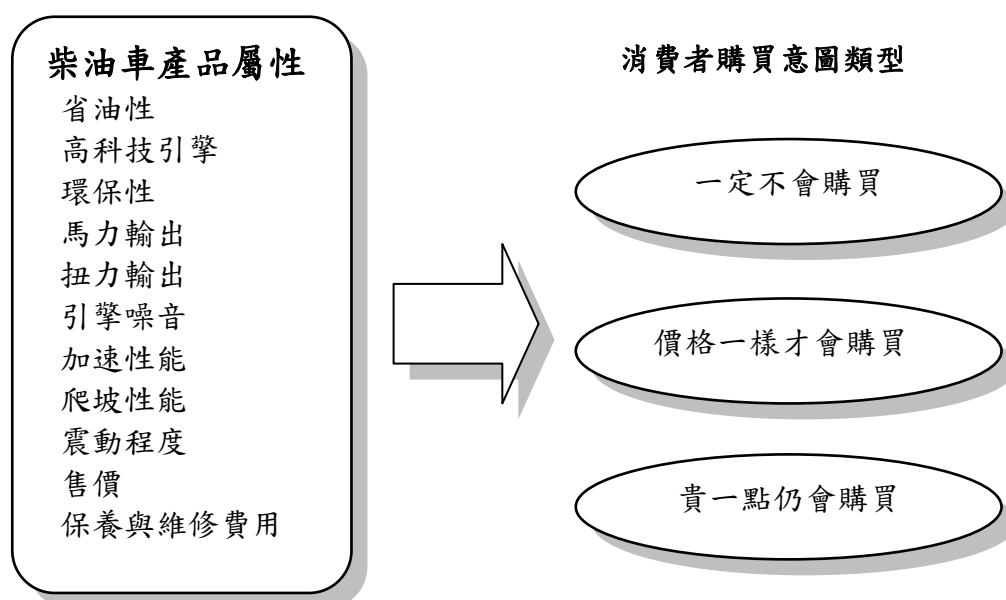 柴油車產品屬性
省油性
高科技引擎
環保性
馬力輸出
扭力輸出
引擎噪音
加速性能
爬坡性能
震動程度
售價
保養與維修費用
消費者購買意圖類型
一定不會購買
價格一樣才會購買
貴一點仍會購買